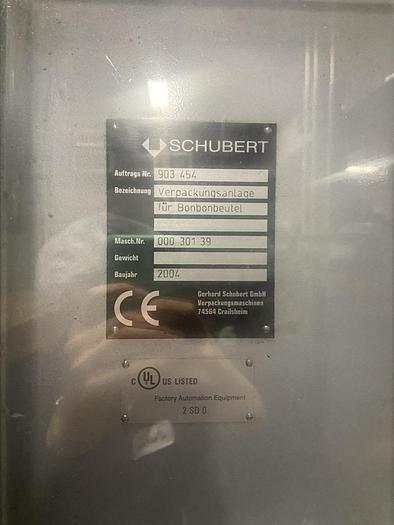 SCHUBERT
Auftrags Nr. 903 454
Bezeichnung Verpackungsanlage
für Bonbonbeutel
Masch.Nr. 000 301 39
Gewicht
Baujahr 2004
CE
Gerhard Schubert GmbH
Verpackungsmaschinen
74564 Crailsheim
C UL US LISTED
Factory Automation Equipment
2 SD 0